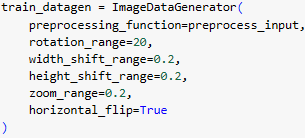 train_datagen = ImageDataGenerator(
    preprocessing_function=preprocess_input,
    rotation_range=20,
    width_shift_range=0.2,
    height_shift_range=0.2,
    zoom_range=0.2,
    horizontal_flip=True
)